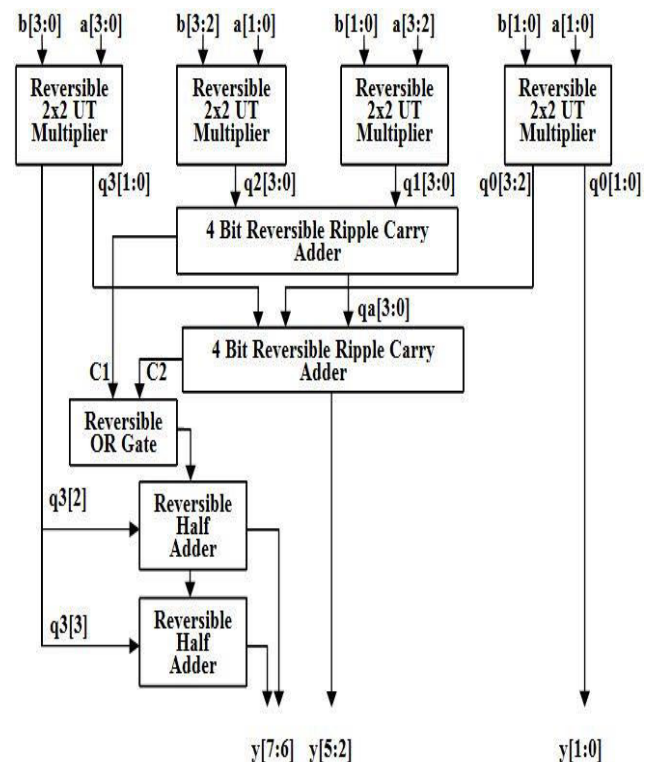 b[3:0] a[3:0] b[3:2] a[1:0] b[1:0] a[3:2] b[1:0] a[1:0]
Reversible
2x2 UT
Multiplier
Reversible
2x2 UT
Multiplier
Reversible
2x2 UT
Multiplier
Reversible
2x2 UT
Multiplier
q3[1:0] q2[3:0] q1[3:0] q0[3:2] q0[1:0]
4 Bit Reversible Ripple Carry
Adder
qa[3:0]
4 Bit Reversible Ripple Carry
Adder
C1 C2
Reversible
OR Gate
q3[2]
Reversible
Half
Adder
q3[3]
Reversible
Half
Adder
y[7:6] y[5:2] y[1:0]